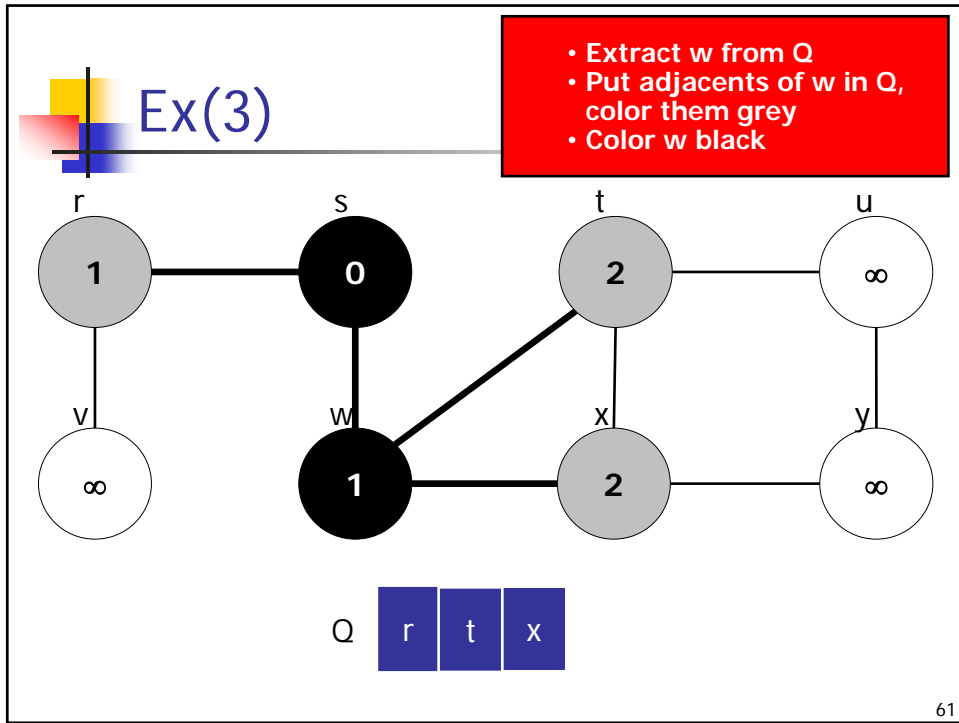 Ex(3)
• Extract w from Q
• Put adjacents of w in Q,
color them grey
• Color w black
r s t u
1 0 2 ∞
v w x y
∞ 1 2 ∞
Q r t x
61